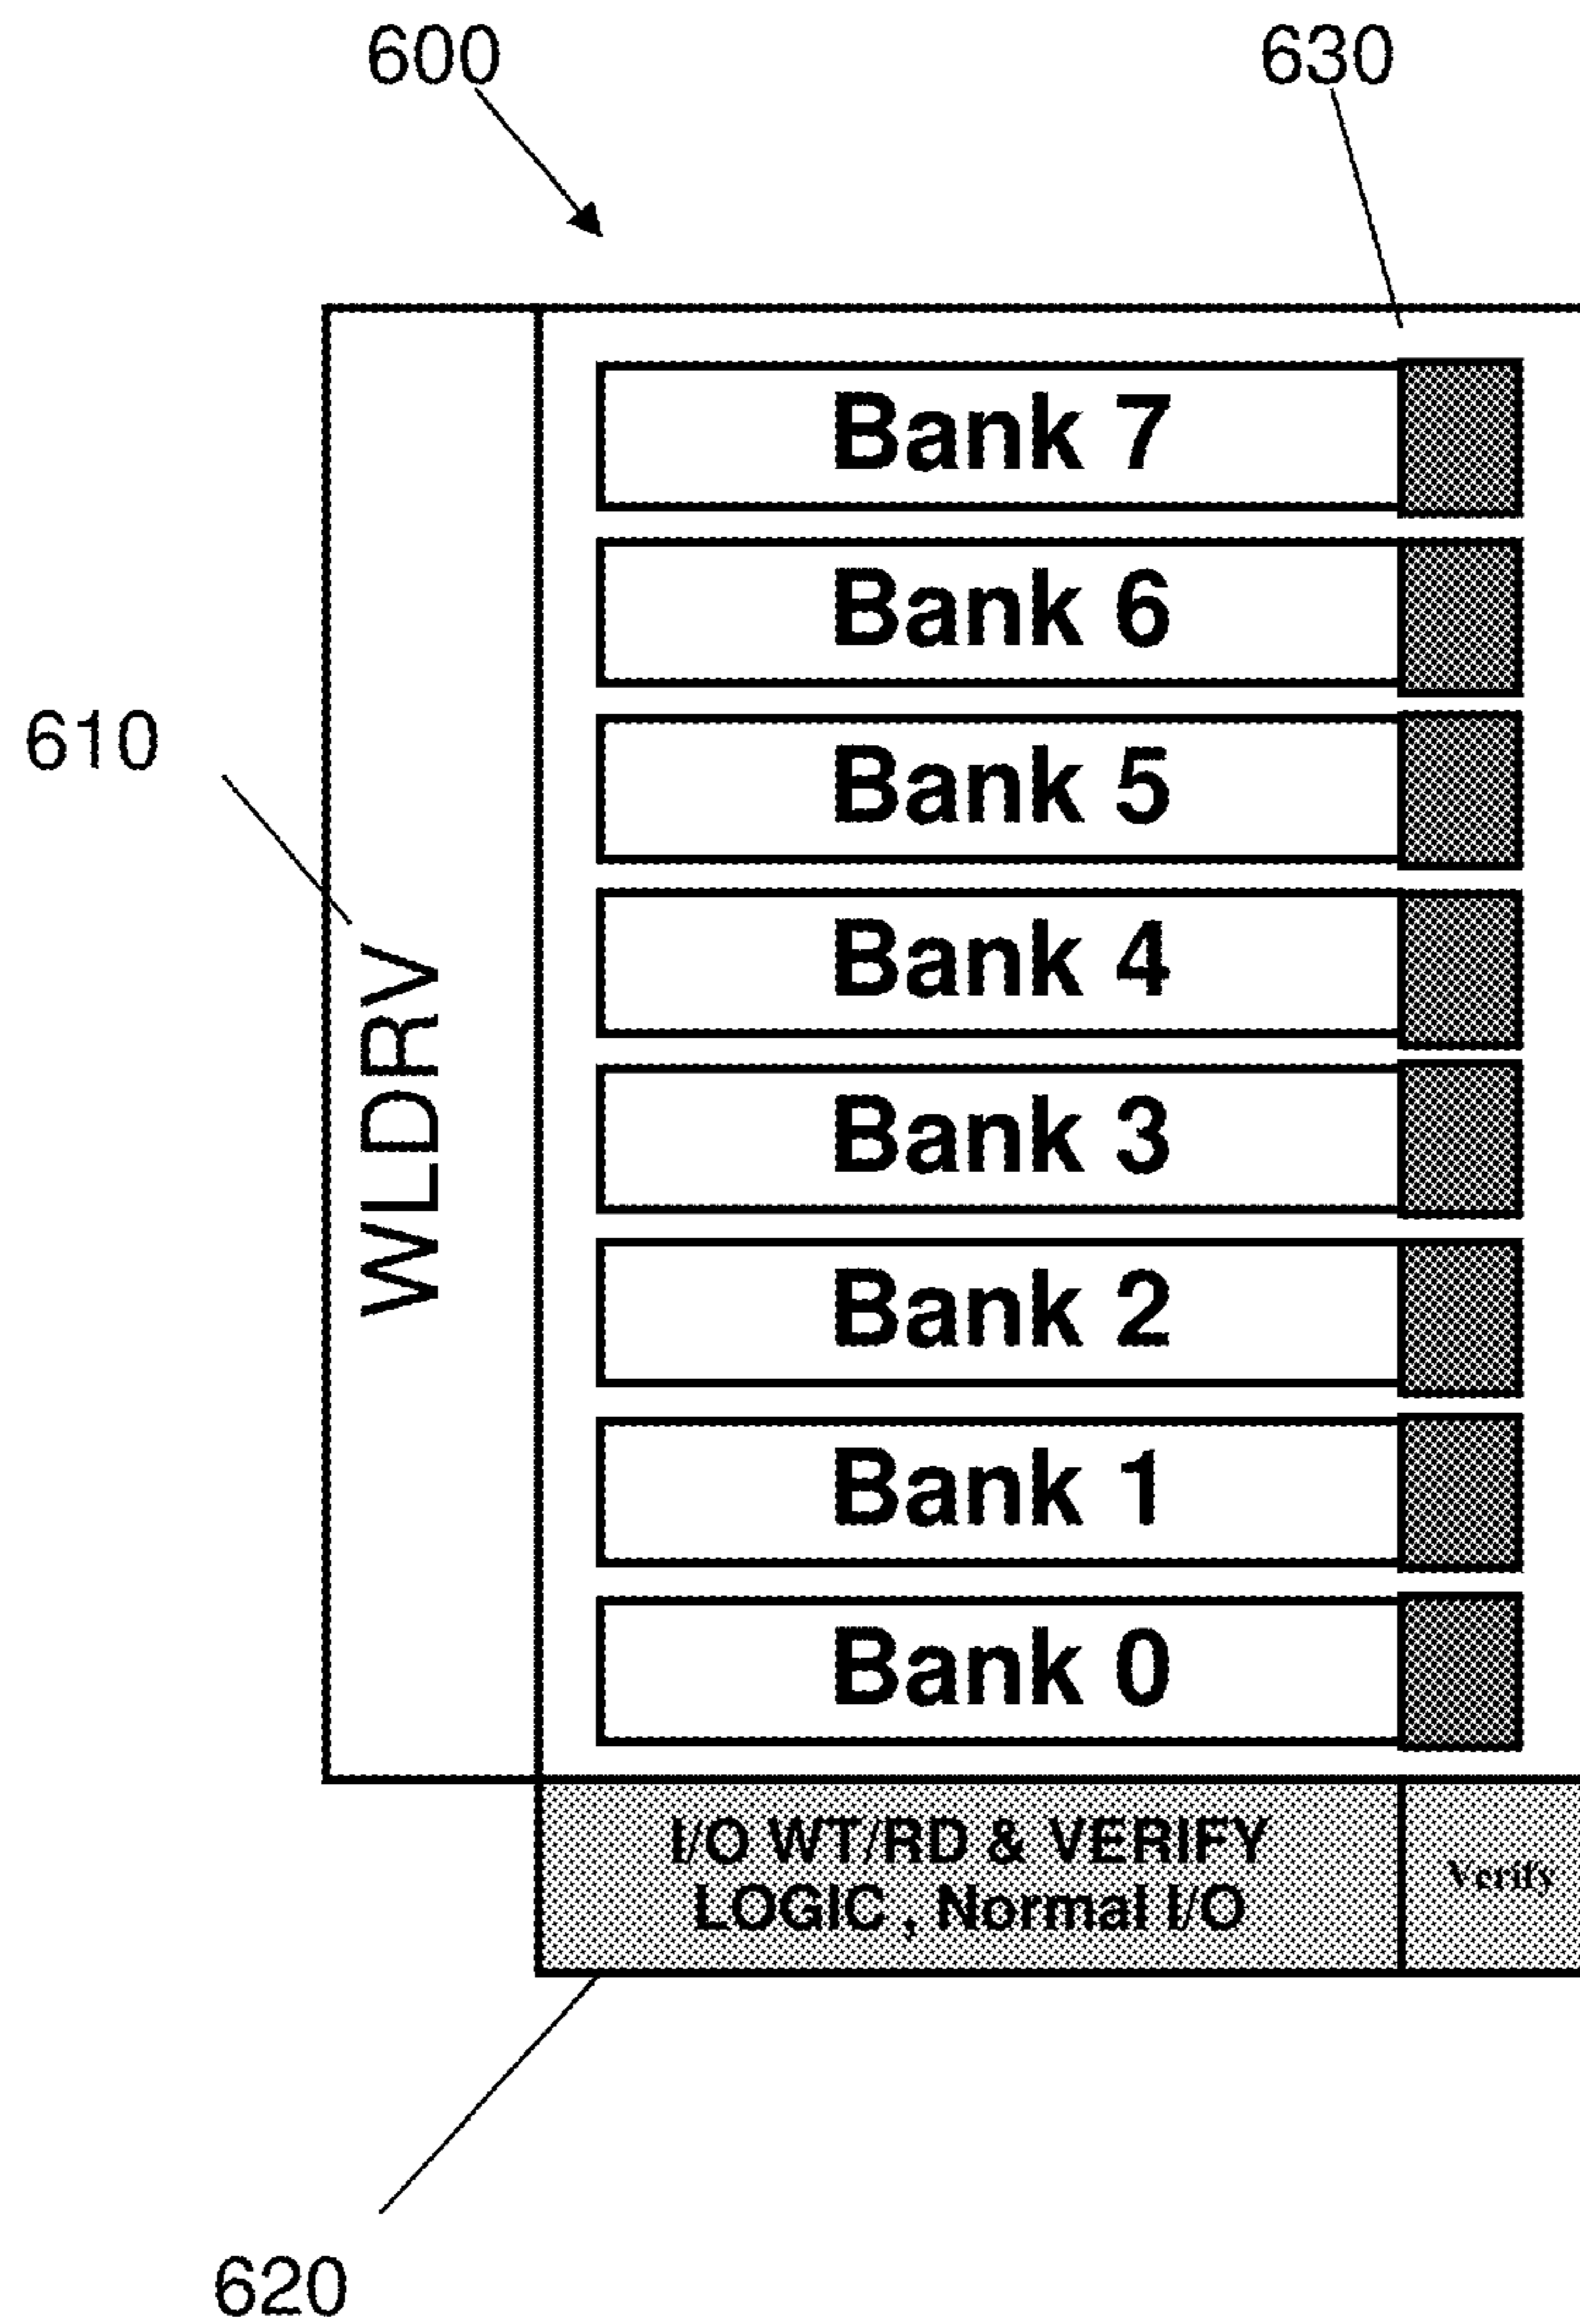 600
630
Bank 7
Bank 6
610
Bank 5
Bank 4
WLDRV
Bank 3
Bank 2
Bank 1
Bank 0
I/O WT/RD & VERIFY
LOGIC , Normal I/O
Verify
620